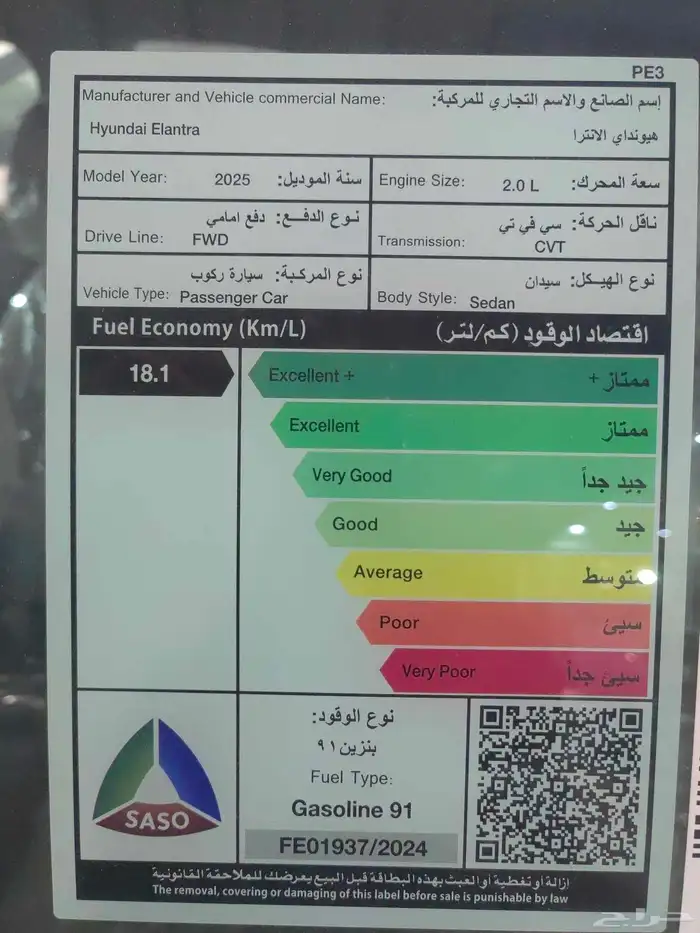 PE3
Manufacturer and Vehicle commercial Name: إسم الصانع والاسم التجاري للمركبة:
Hyundai Elantra هيونداي الانترا
Model Year: 2025 سنة الموديل:
Engine Size: 2.0 L سعة المحرك:
نوع الدفـــع: دفع امامي
Drive Line: FWD
ناقل الحركة: سي في تي
Transmission: CVT
نوع المركـبة: سيارة ركوب
Vehicle Type: Passenger Car
نوع الهيـكل: سيدان
Body Style: Sedan
Fuel Economy (Km/L) اقتصاد الوقود (كم/لتر)
18.1
Excellent + ممتاز +
Excellent ممتاز
Very Good جيد جداً
Good جيد
Average متوسط
Poor سيئ
Very Poor سيئ جداً
SASO
نوع الوقود:
بنزين ٩١
Fuel Type:
Gasoline 91
FE01937/2024
إزالة أو تغطية أو العبث بهذه البطاقة قبل البيع يعرضك للملاحقة القانونية
The removal, covering or damaging of this label before sale is punishable by law
حراج